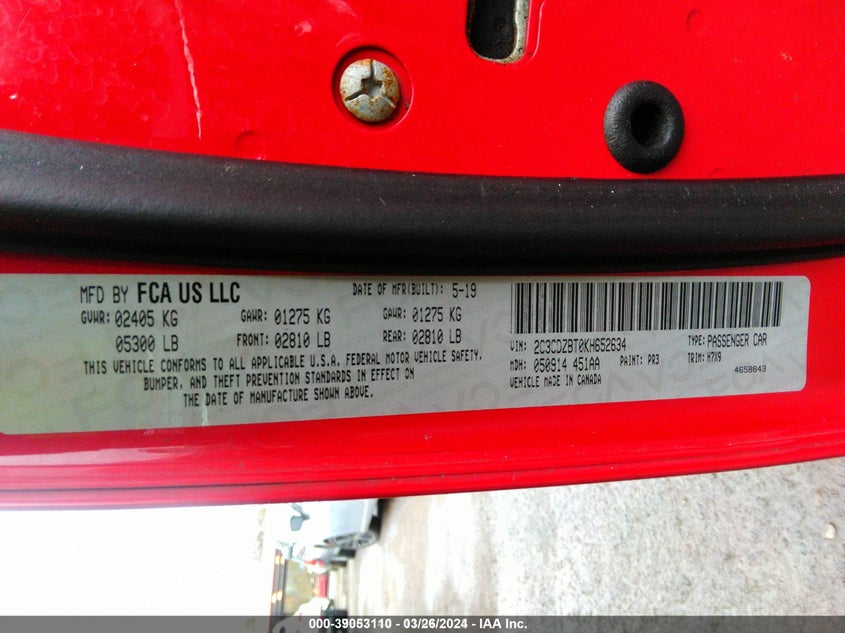 MFD BY FCA US LLC
DATE OF MFR(BUILT): 5-19
GVWR: 02405 KG
GAWR: 01275 KG
GAWR: 01275 KG
05300 LB
FRONT: 02810 LB
REAR: 02810 LB
THIS VEHICLE CONFORMS TO ALL APPLICABLE U.S.A. FEDERAL MOTOR VEHICLE SAFETY,
BUMPER, AND THEFT PREVENTION STANDARDS IN EFFECT ON
THE DATE OF MANUFACTURE SHOWN ABOVE.
VIN: 2C3CDZBT0KH652634
TYPE: PASSENGER CAR
MDH: 050914 451AA
PAINT: PR3
TRIM: H7X9
VEHICLE MADE IN CANADA
4658843
000-39053110 - 03/26/2024 - IAA Inc.